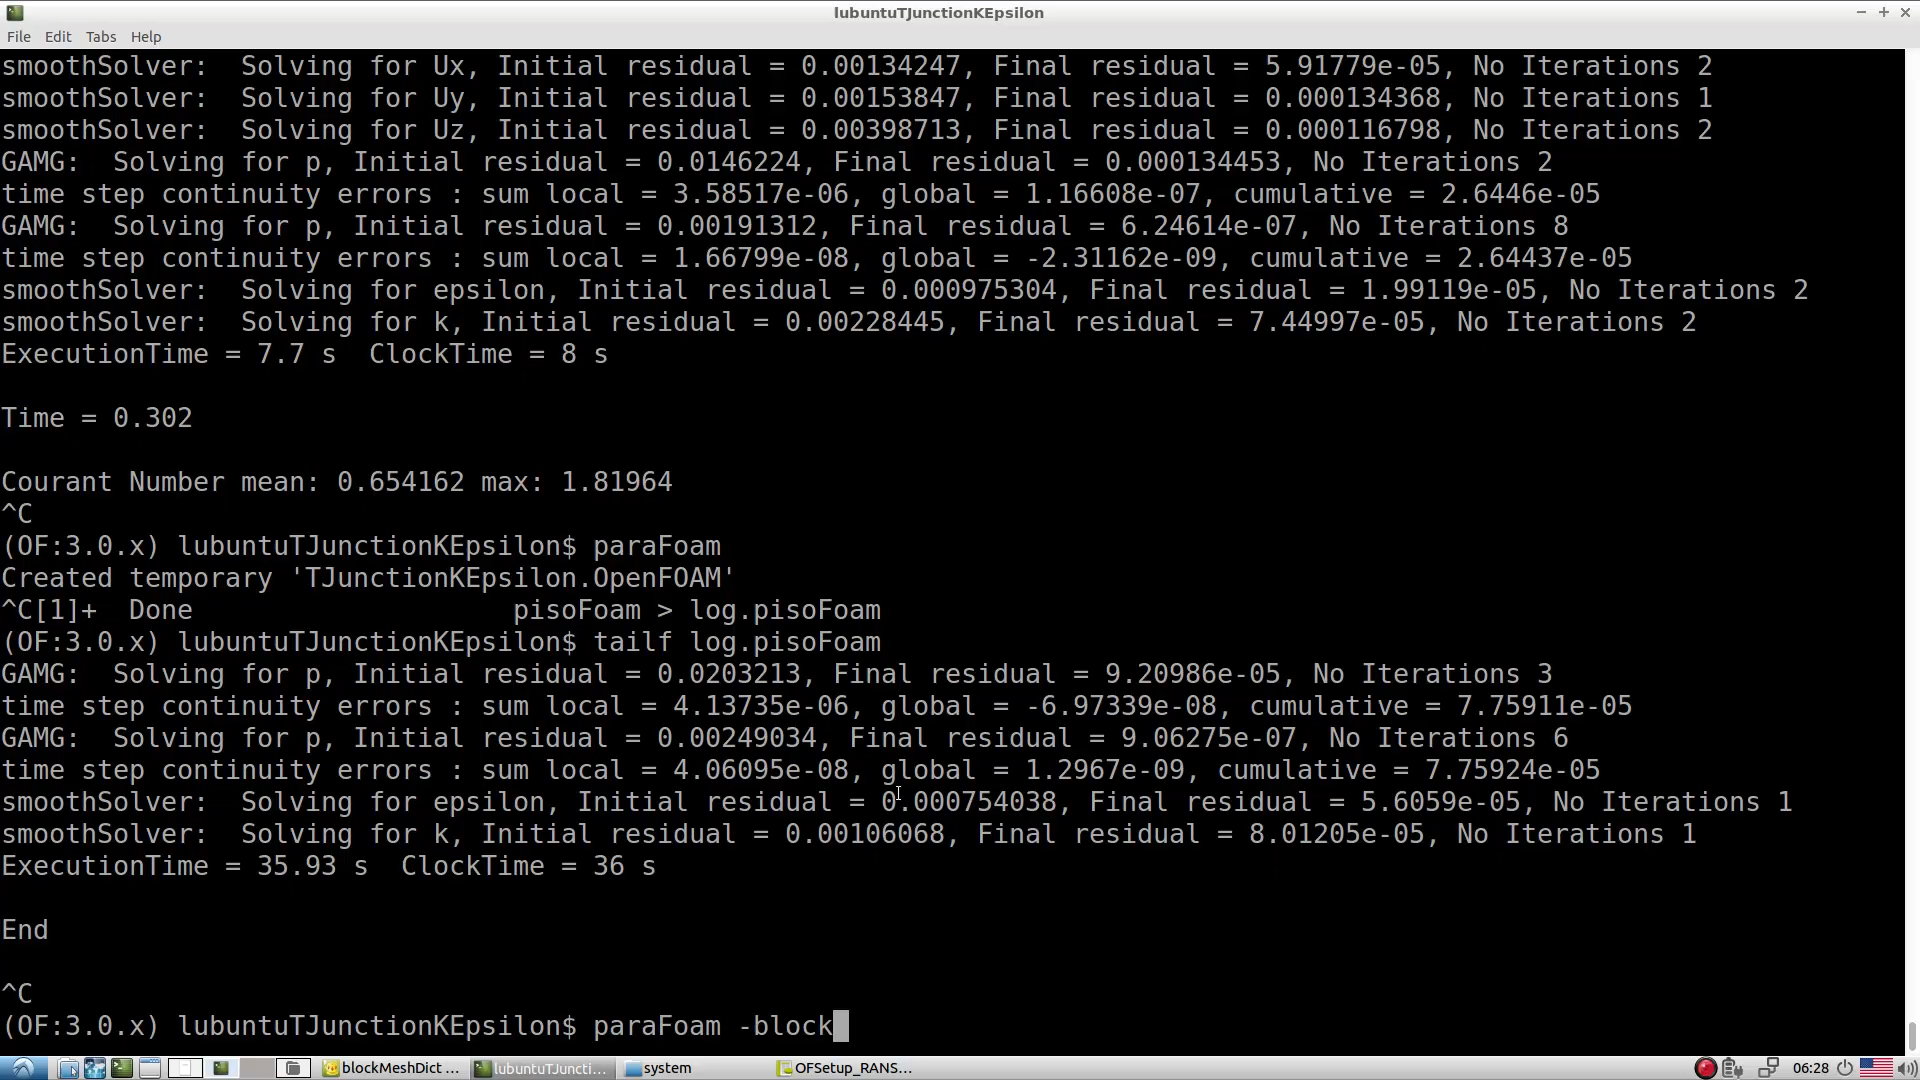 lubuntuTJunctionKEpsilon
File Edit Tabs Help
smoothSolver:  Solving for Ux, Initial residual = 0.00134247, Final residual = 5.91779e-05, No Iterations 2
smoothSolver:  Solving for Uy, Initial residual = 0.00153847, Final residual = 0.000134368, No Iterations 1
smoothSolver:  Solving for Uz, Initial residual = 0.00398713, Final residual = 0.000116798, No Iterations 2
GAMG:  Solving for p, Initial residual = 0.0146224, Final residual = 0.000134453, No Iterations 2
time step continuity errors : sum local = 3.58517e-06, global = 1.16608e-07, cumulative = 2.6446e-05
GAMG:  Solving for p, Initial residual = 0.00191312, Final residual = 6.24614e-07, No Iterations 8
time step continuity errors : sum local = 1.66799e-08, global = -2.31162e-09, cumulative = 2.64437e-05
smoothSolver:  Solving for epsilon, Initial residual = 0.000975304, Final residual = 1.99119e-05, No Iterations 2
smoothSolver:  Solving for k, Initial residual = 0.00228445, Final residual = 7.44997e-05, No Iterations 2
ExecutionTime = 7.7 s  ClockTime = 8 s
Time = 0.302
Courant Number mean: 0.654162 max: 1.81964
^C
(OF:3.0.x) lubuntuTJunctionKEpsilon$ paraFoam
Created temporary 'TJunctionKEpsilon.OpenFOAM'
^C[1]+  Done                    pisoFoam > log.pisoFoam
(OF:3.0.x) lubuntuTJunctionKEpsilon$ tailf log.pisoFoam
GAMG:  Solving for p, Initial residual = 0.0203213, Final residual = 9.20986e-05, No Iterations 3
time step continuity errors : sum local = 4.13735e-06, global = -6.97339e-08, cumulative = 7.75911e-05
GAMG:  Solving for p, Initial residual = 0.00249034, Final residual = 9.06275e-07, No Iterations 6
time step continuity errors : sum local = 4.06095e-08, global = 1.2967e-09, cumulative = 7.75924e-05
smoothSolver:  Solving for epsilon, Initial residual = 0.000754038, Final residual = 5.6059e-05, No Iterations 1
smoothSolver:  Solving for k, Initial residual = 0.00106068, Final residual = 8.01205e-05, No Iterations 1
ExecutionTime = 35.93 s  ClockTime = 36 s
End
^C
(OF:3.0.x) lubuntuTJunctionKEpsilon$ paraFoam -block
blockMeshDict ... lubuntuTJuncti... system OFSetup_RANS... 06:28